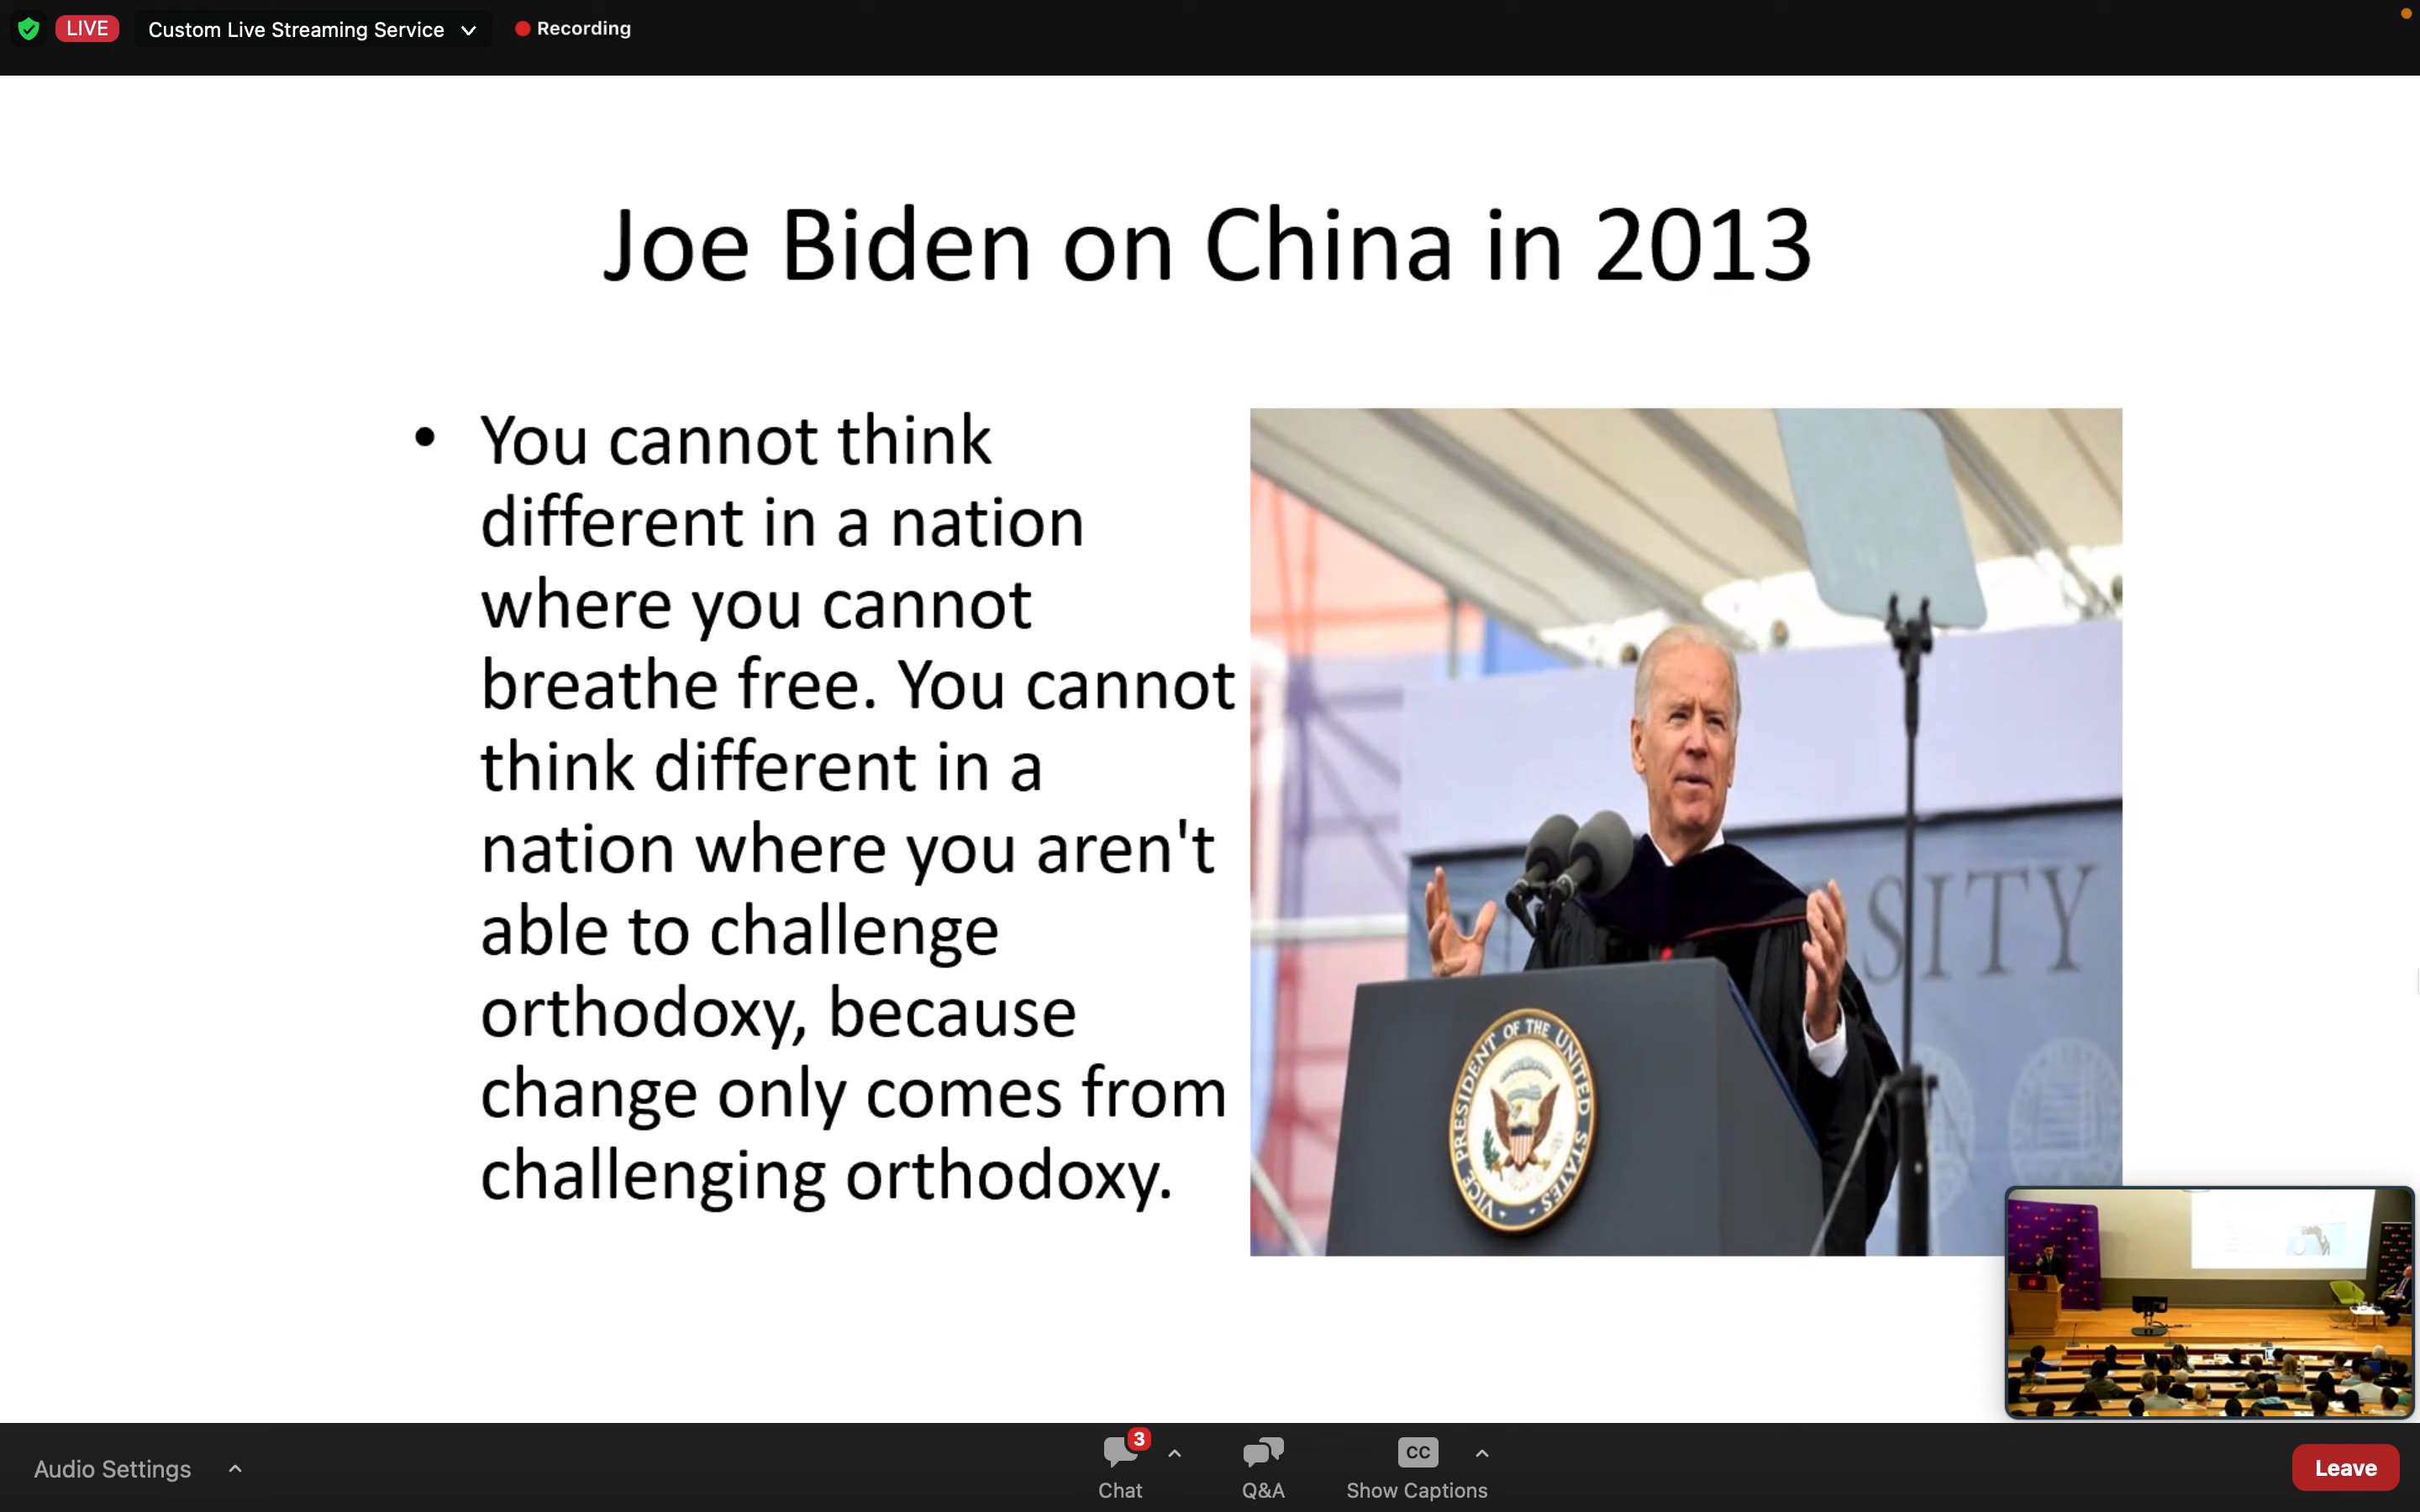 LIVE
Custom Live Streaming Service
Recording
Joe Biden on China in 2013
• You cannot think
different in a nation
where you cannot
breathe free. You cannot
think different in a
nation where you aren't
able to challenge
orthodoxy, because
change only comes from
challenging orthodoxy.
SITY
VICE PRESIDENT OF THE UNITED STATES
Audio Settings
3
Chat
Q&A
CC
Show Captions
Leave